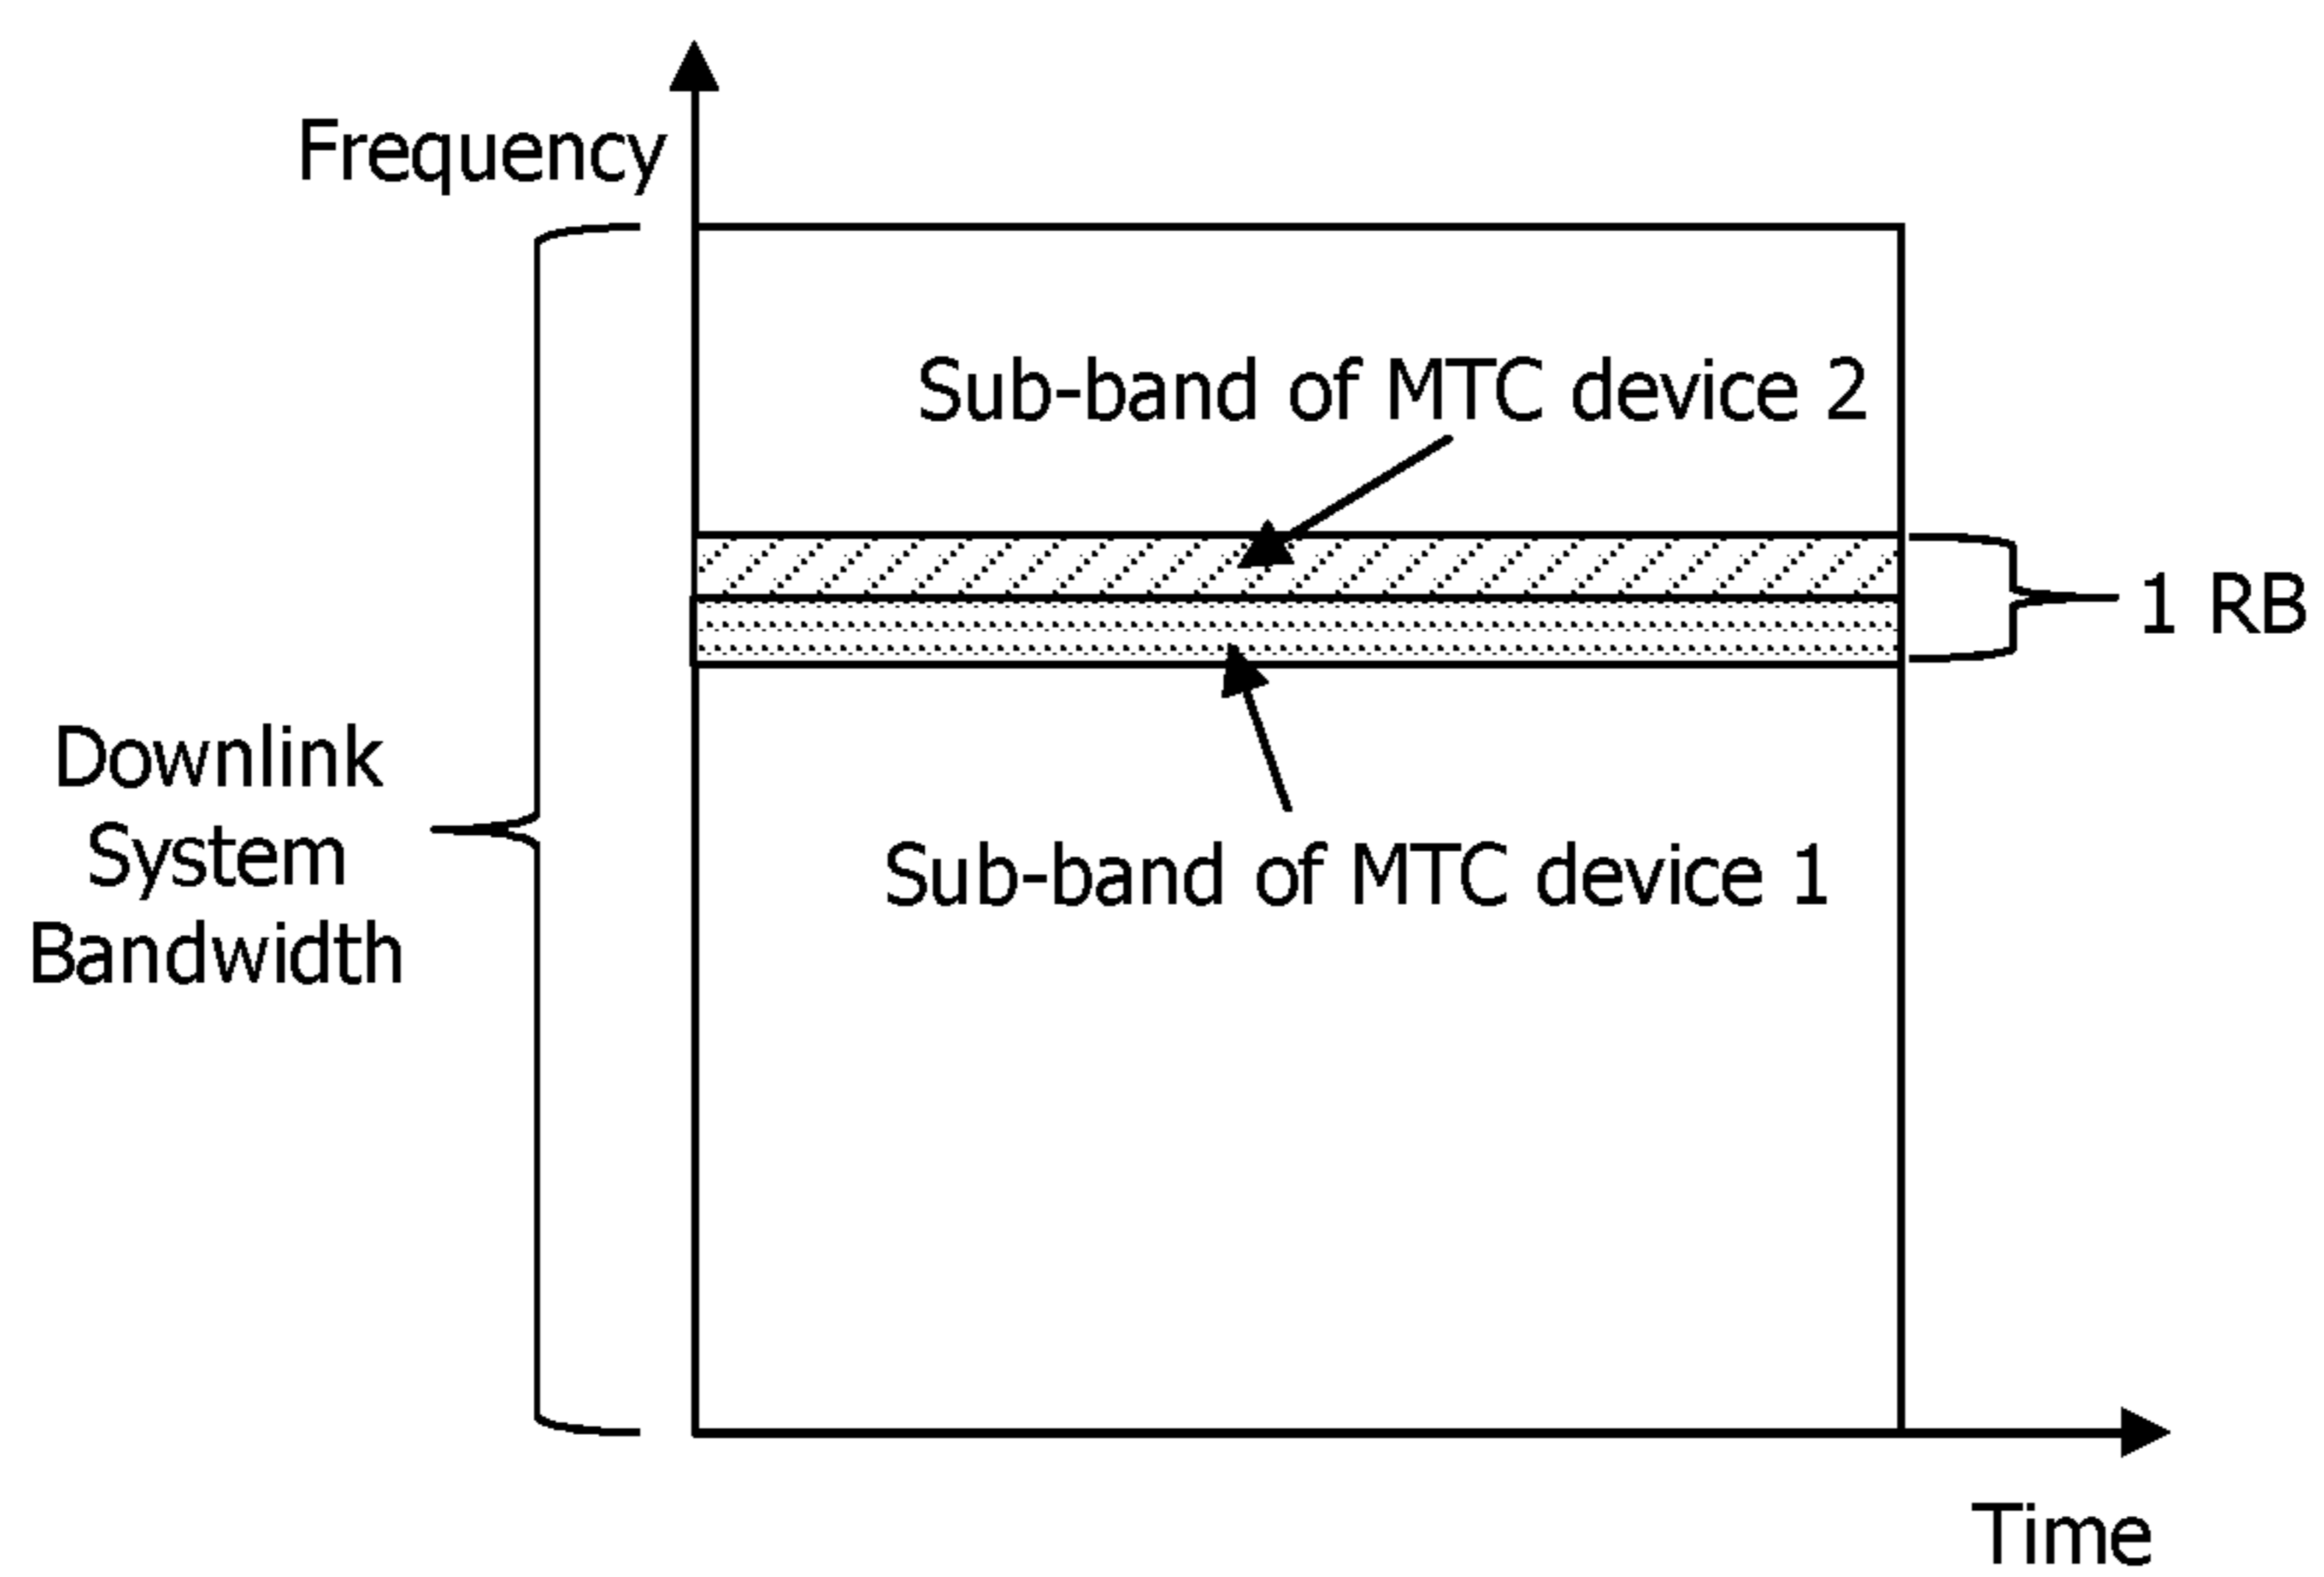 Frequency
Sub-band of MTC device 2
1 RB
Downlink
System
Bandwidth
Sub-band of MTC device 1
Time